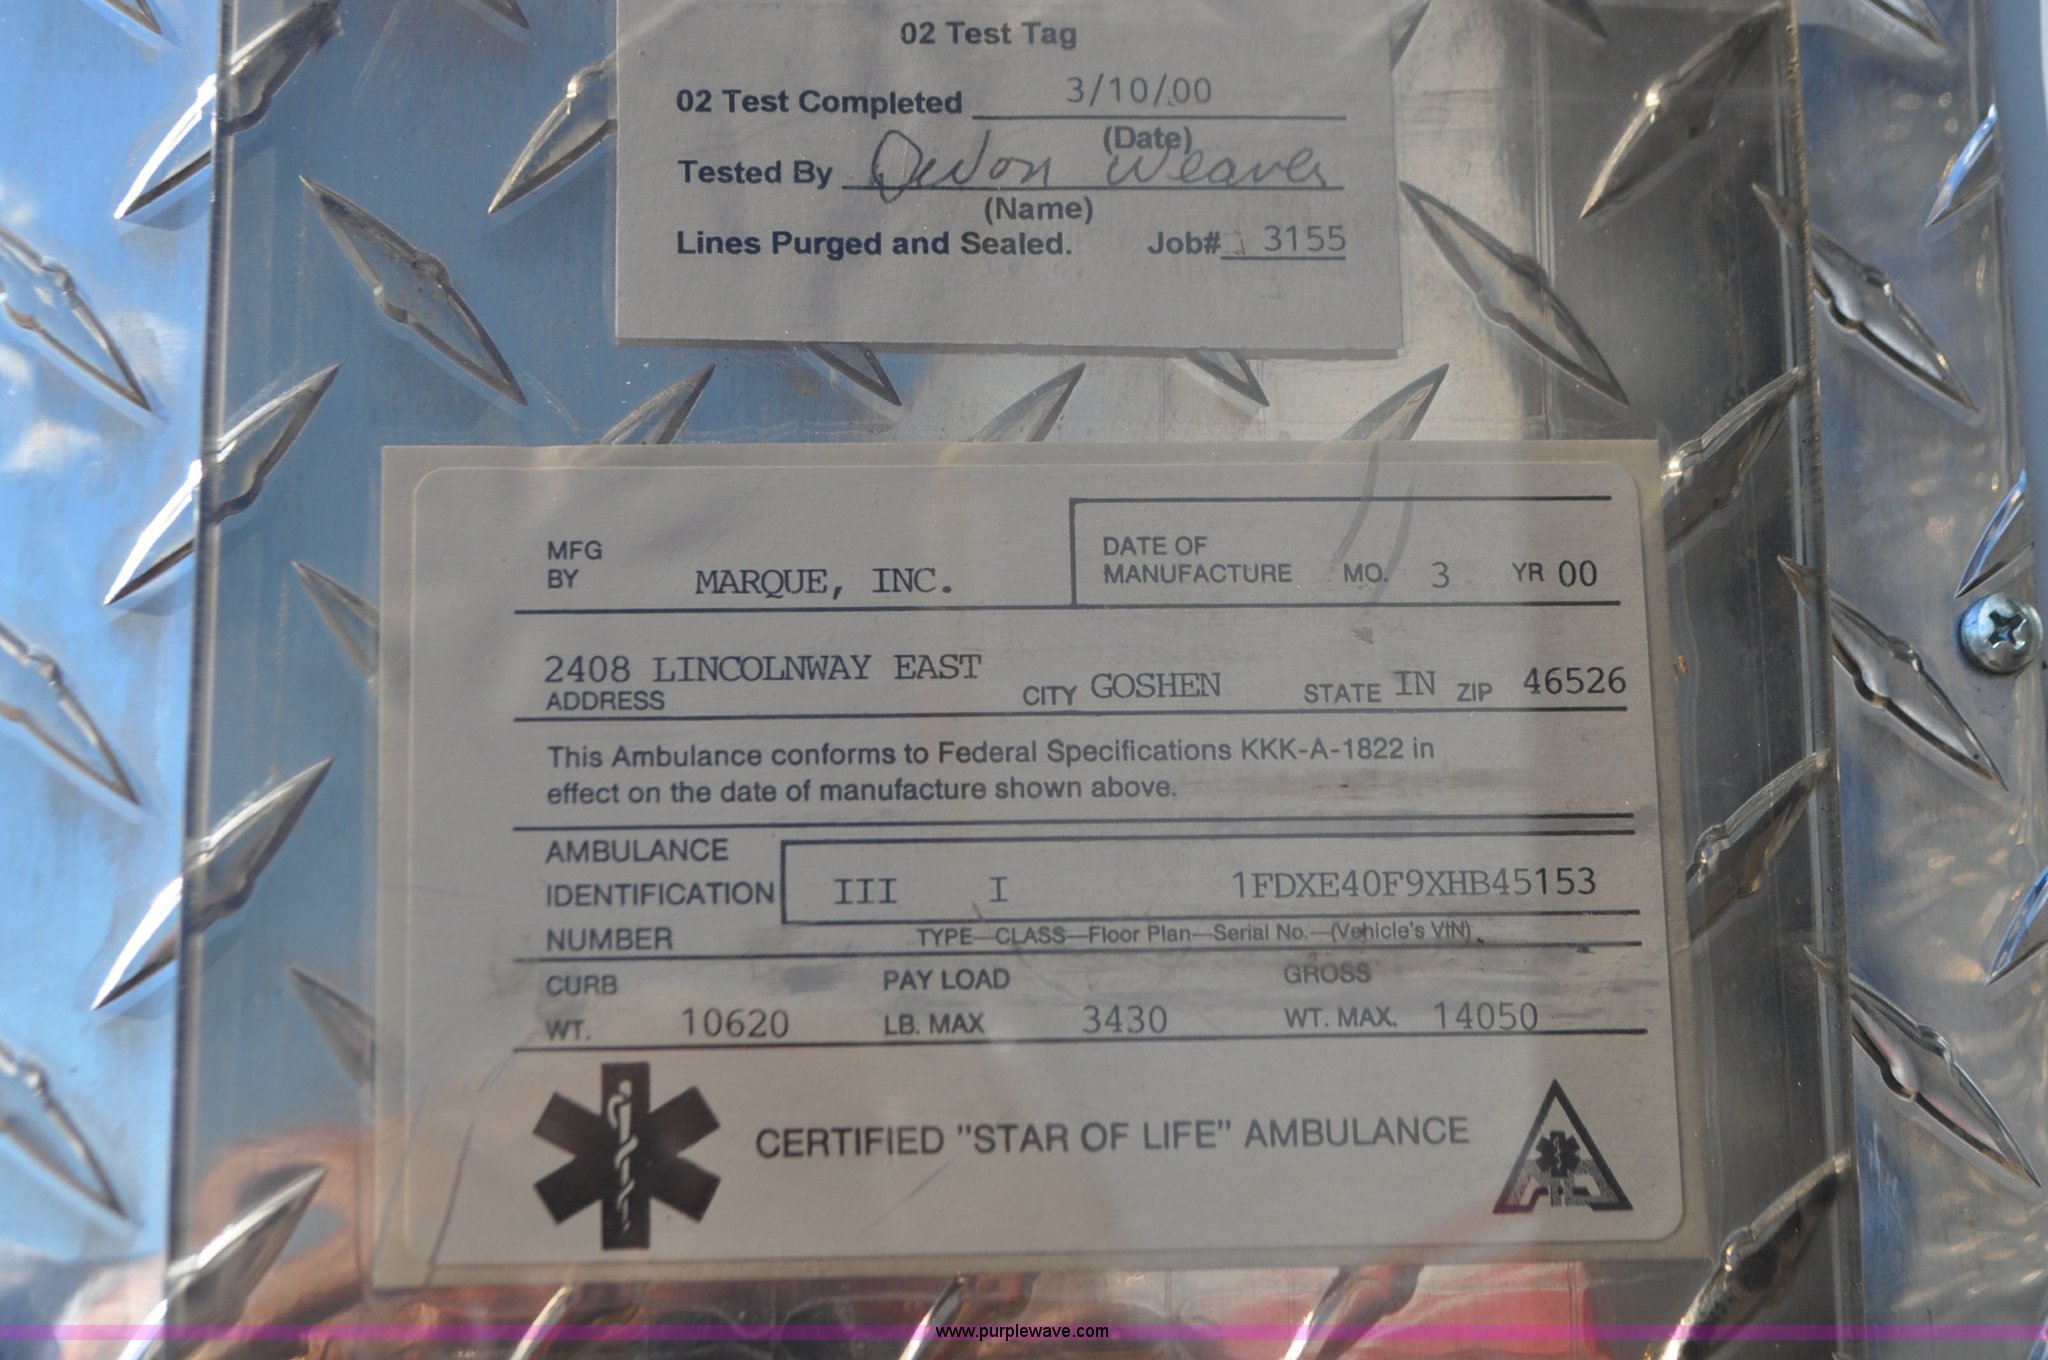 02 Test Tag
02 Test Completed 3/10/00
(Date)
Tested By Devon Weaver
(Name)
Lines Purged and Sealed. Job# 3155
MFG BY MARQUE, INC. DATE OF MANUFACTURE MO. 3 YR 00
2408 LINCOLNWAY EAST
ADDRESS CITY GOSHEN STATE IN ZIP 46526
This Ambulance conforms to Federal Specifications KKK-A-1822 in
effect on the date of manufacture shown above.
AMBULANCE
IDENTIFICATION III I 1FDXE40F9XHB45153
NUMBER TYPE—CLASS—Floor Plan—Serial No.—(Vehicle's VIN).
CURB PAY LOAD GROSS
WT. 10620 LB. MAX 3430 WT. MAX. 14050
CERTIFIED "STAR OF LIFE" AMBULANCE
www.purplewave.com